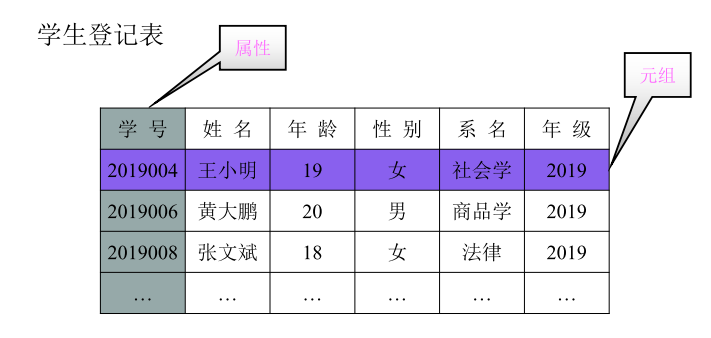 学生登记表
属性
元组
学 号 姓 名 年 龄 性 别 系 名 年 级
2019004 王小明 19 女 社会学 2019
2019006 黄大鹏 20 男 商品学 2019
2019008 张文斌 18 女 法律 2019
… … … … … …